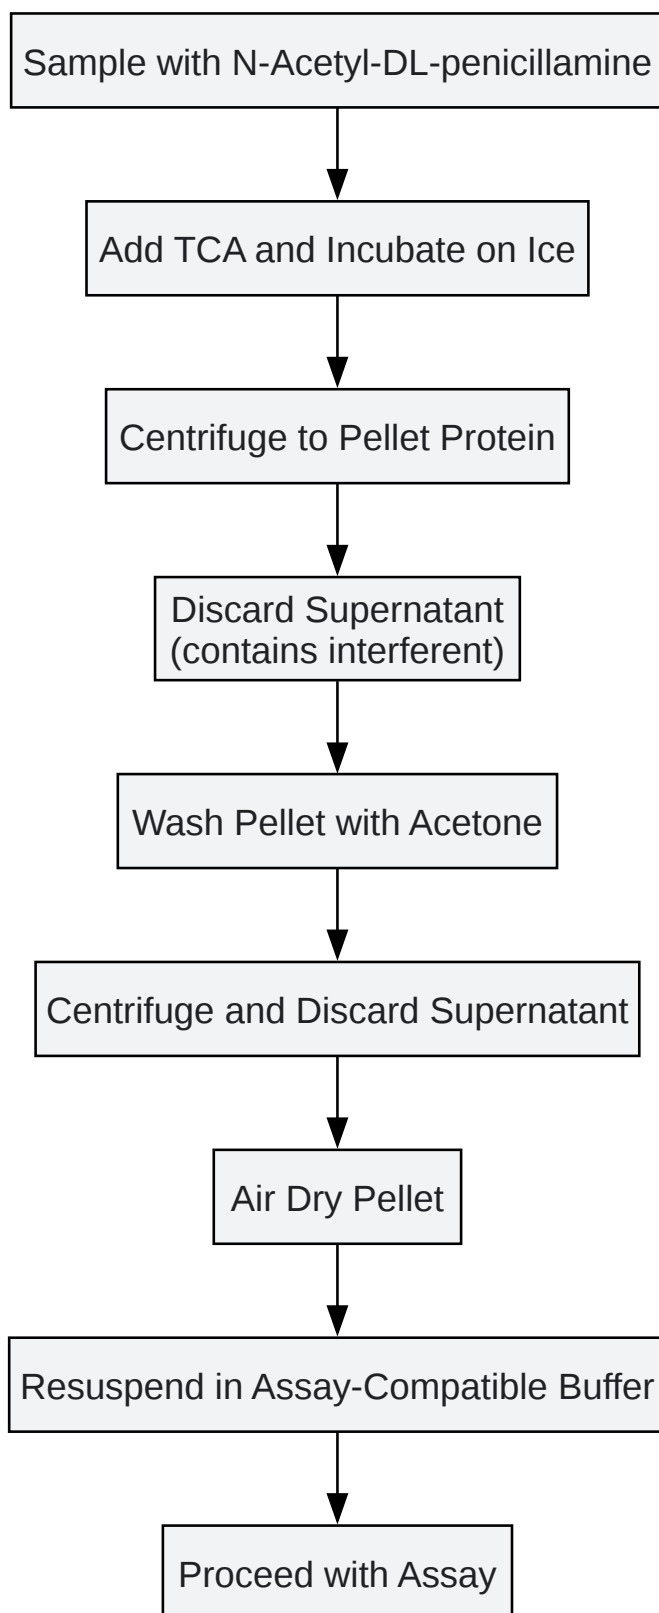 Sample with N-Acetyl-DL-penicillamine
Add TCA and Incubate on Ice
Centrifuge to Pellet Protein
Discard Supernatant
(contains interferent)
Wash Pellet with Acetone
Centrifuge and Discard Supernatant
Air Dry Pellet
Resuspend in Assay-Compatible Buffer
Proceed with Assay